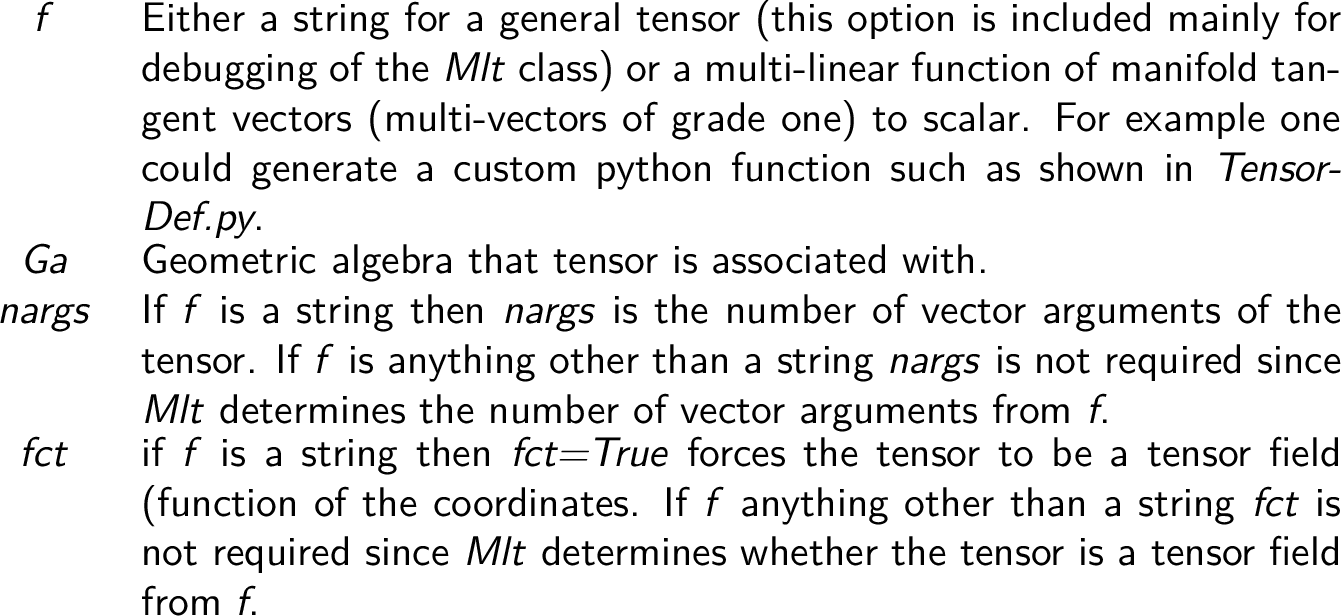 f Either a string for a general tensor (this option is included mainly for
debugging of the Mlt class) or a multi-linear function of manifold tan-
gent vectors (multi-vectors of grade one) to scalar. For example one
could generate a custom python function such as shown in Tensor-
Def.py.
Ga Geometric algebra that tensor is associated with.
nargs If f is a string then nargs is the number of vector arguments of the
tensor. If f is anything other than a string nargs is not required since
Mlt determines the number of vector arguments from f.
fct if f is a string then fct=True forces the tensor to be a tensor field
(function of the coordinates. If f anything other than a string fct is
not required since Mlt determines whether the tensor is a tensor field
from f.